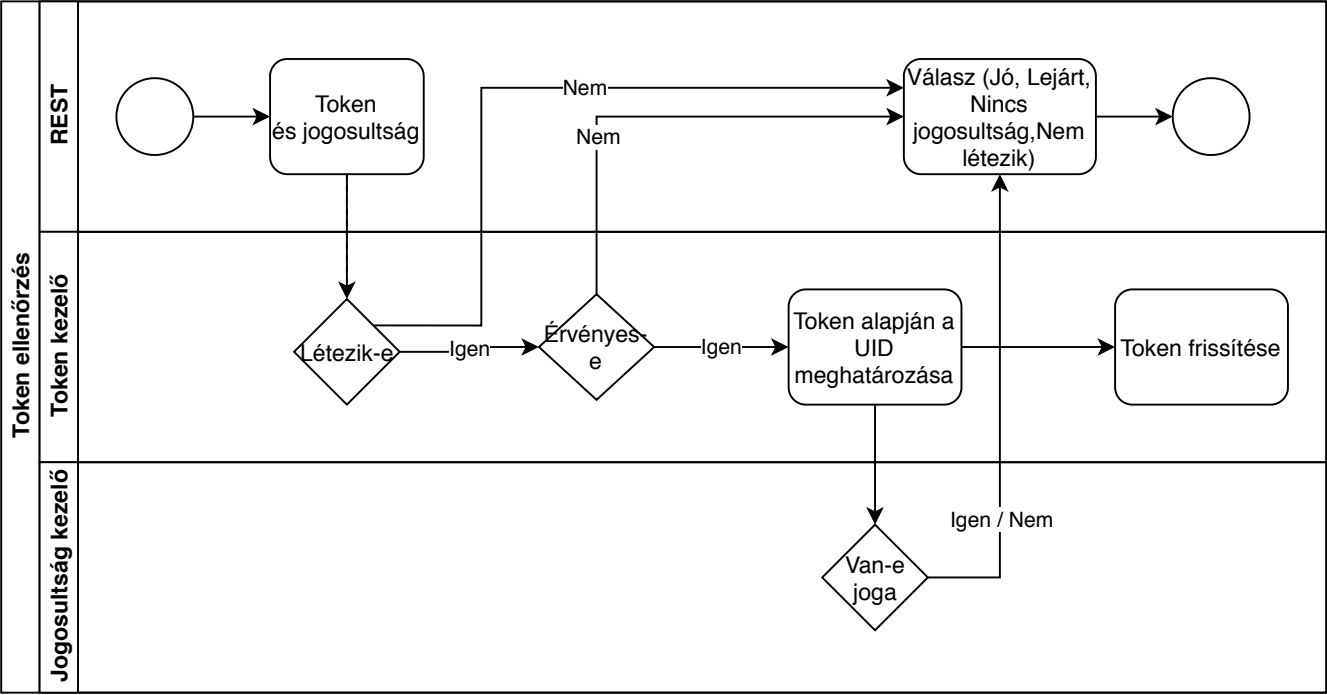 Token ellenőrzés
REST
Token
és jogosultság
Nem
Nem
Válasz (Jó, Lejárt,
Nincs
jogosultság,Nem
létezik)
Token kezelő
Létezik-e
Igen
Érvényes-
e
Igen
Token alapján a
UID
meghatározása
Token frissítése
Jogosultság kezelő
Van-e
joga
Igen / Nem